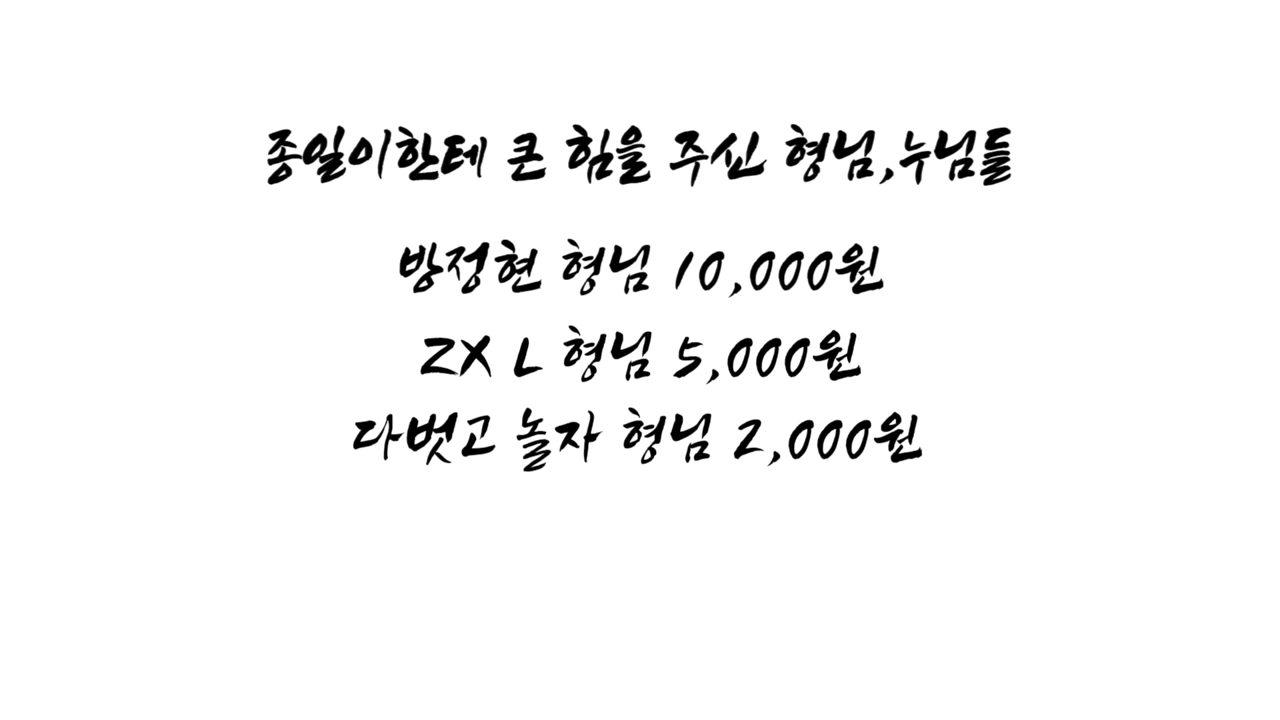 종일이한테 큰 힘을 주신 형님,누님들
방정현 형님 10,000원
ZX L 형님 5,000원
다벗고 놀자 형님 2,000원